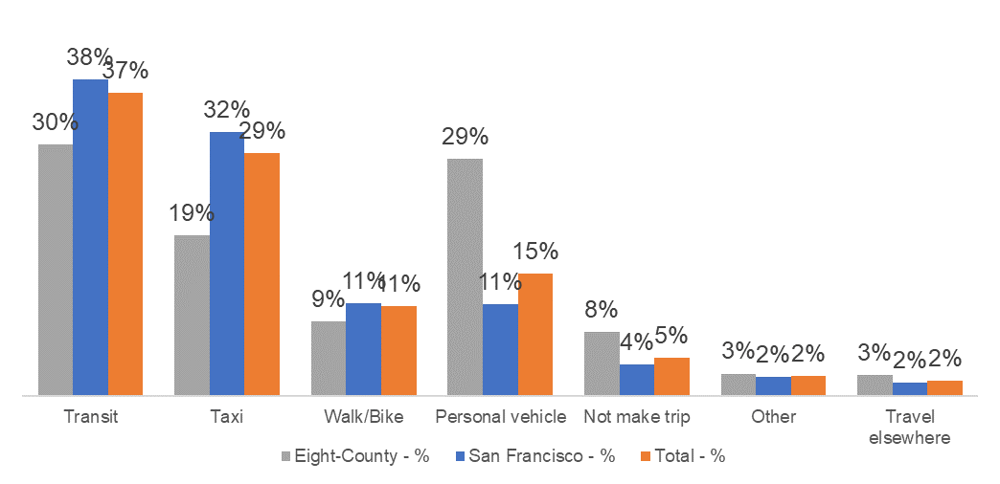 30% 38% 37%
19% 32% 29%
9% 11% 11%
29% 11% 15%
8% 4% 5%
3% 2% 2%
3% 2% 2%
Transit
Taxi
Walk/Bike
Personal vehicle
Not make trip
Other
Travel
elsewhere
Eight-County - %
San Francisco - %
Total - %